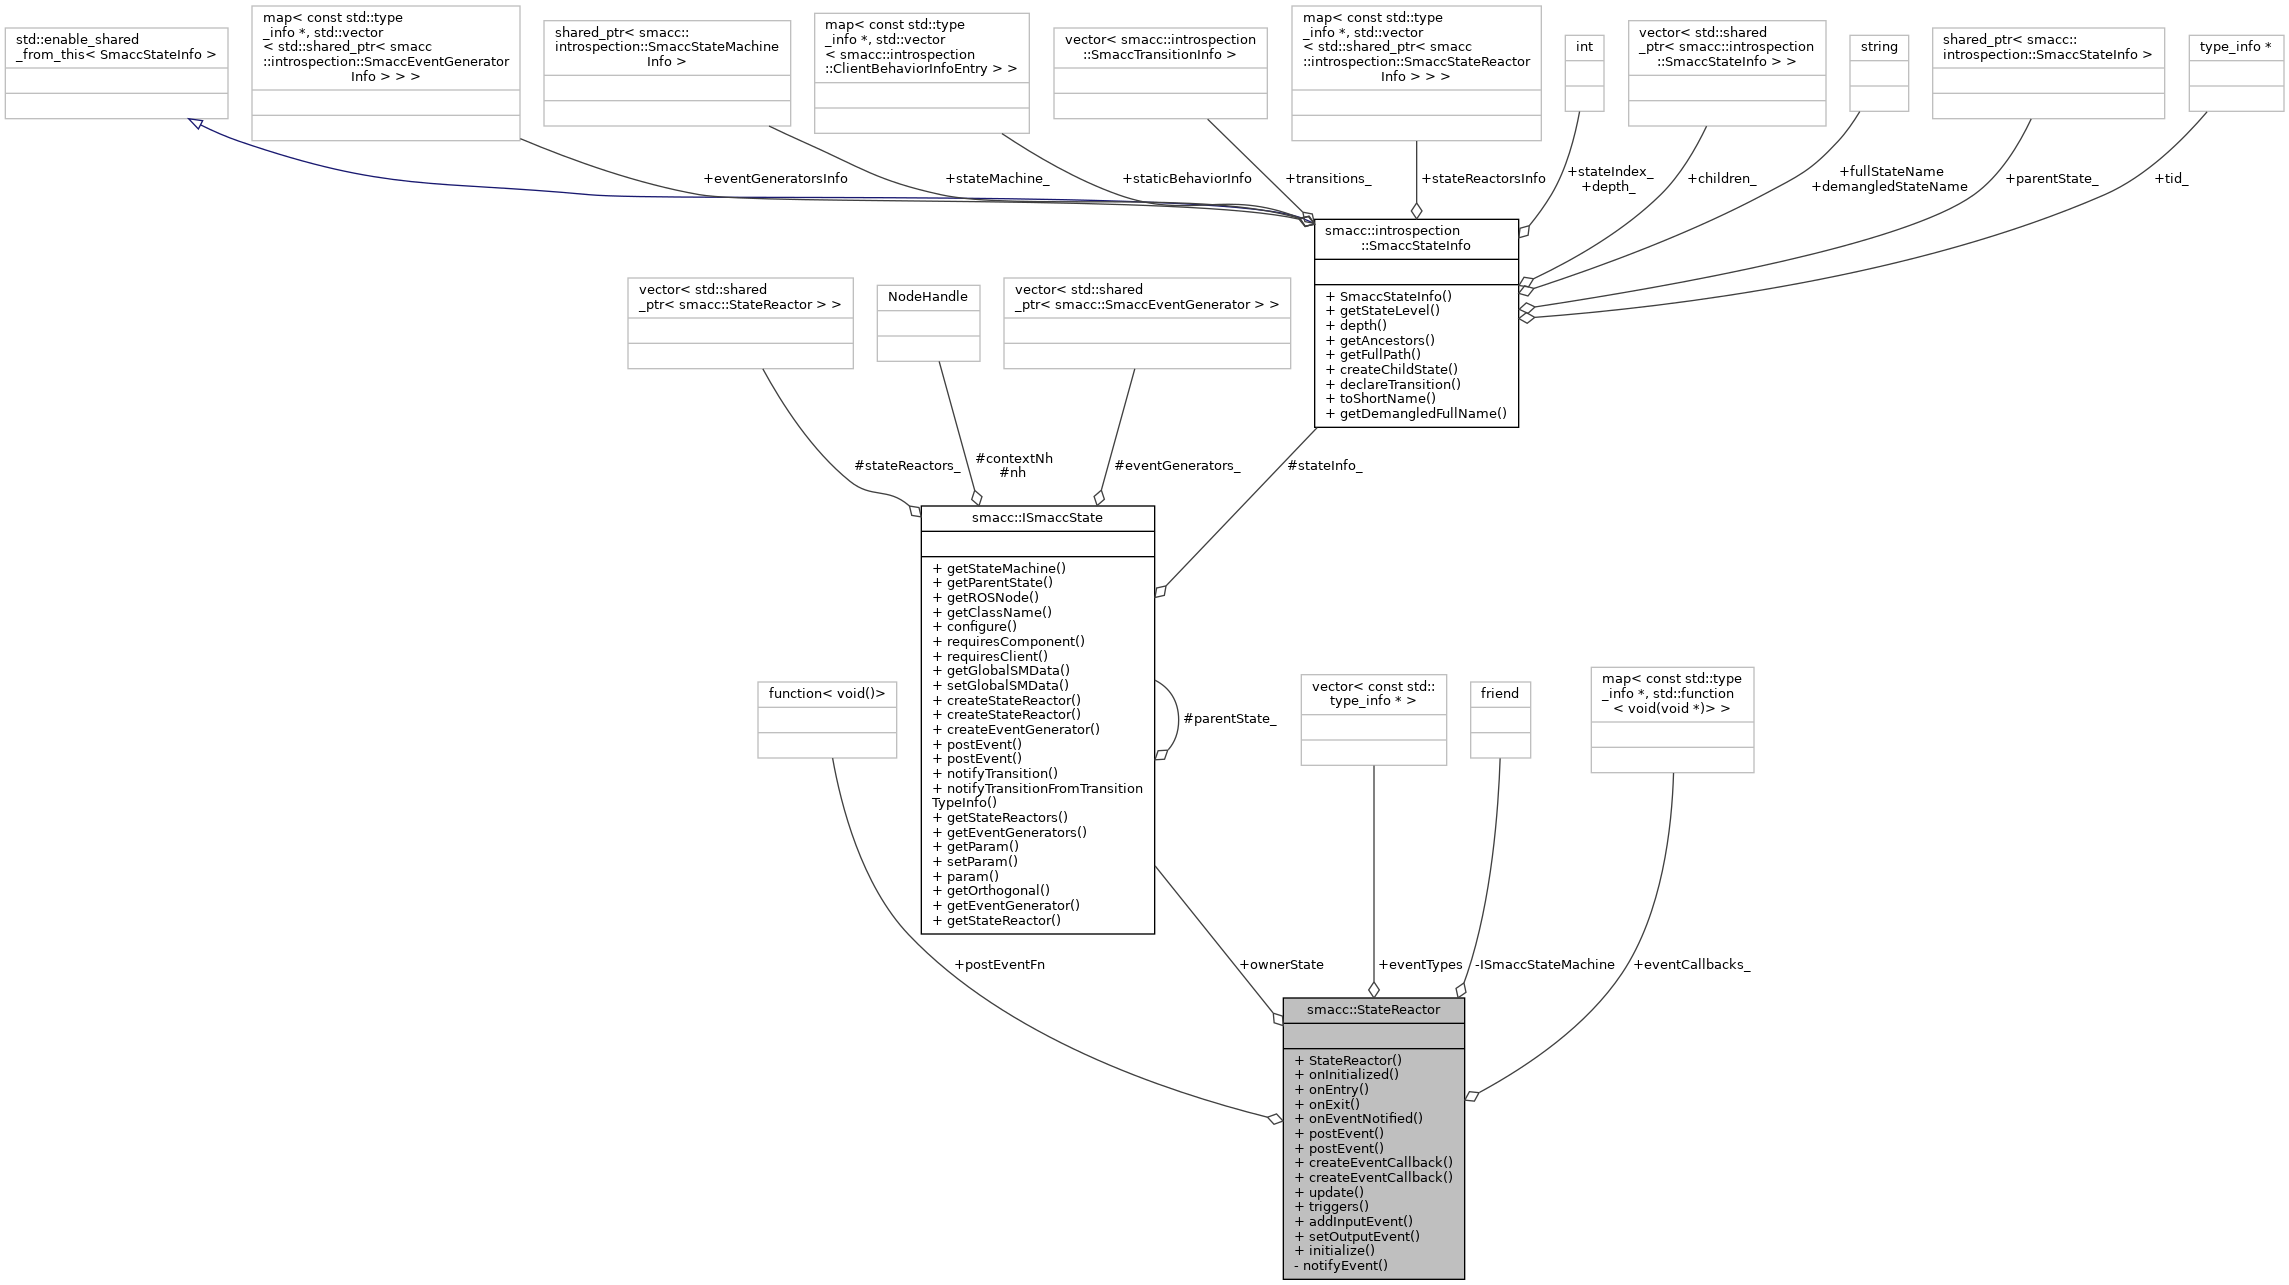 std::enable_shared
_from_this< SmaccStateInfo >
map< const std::type
_info *, std::vector
< std::shared_ptr< smacc
::introspection::SmaccEventGenerator
Info > > >
shared_ptr< smacc::
introspection::SmaccStateMachine
Info >
map< const std::type
_info *, std::vector
< smacc::introspection
::ClientBehaviorInfoEntry > >
vector< smacc::introspection
::SmaccTransitionInfo >
map< const std::type
_info *, std::vector
< std::shared_ptr< smacc
::introspection::SmaccStateReactor
Info > > >
int
vector< std::shared
_ptr< smacc::introspection
::SmaccStateInfo > >
string
shared_ptr< smacc::
introspection::SmaccStateInfo >
type_info *
+eventGeneratorsInfo
+stateMachine_
+staticBehaviorInfo
+transitions_
+stateReactorsInfo
+stateIndex_
+depth_
+children_
+fullStateName
+demangledStateName
+parentState_
+tid_
smacc::introspection
::SmaccStateInfo
+ SmaccStateInfo()
+ getStateLevel()
+ depth()
+ getAncestors()
+ getFullPath()
+ createChildState()
+ declareTransition()
+ toShortName()
+ getDemangledFullName()
vector< std::shared
_ptr< smacc::StateReactor > >
NodeHandle
vector< std::shared
_ptr< smacc::SmaccEventGenerator > >
#stateReactors_
#contextNh
#nh
#eventGenerators_
#stateInfo_
smacc::ISmaccState
+ getStateMachine()
+ getParentState()
+ getROSNode()
+ getClassName()
+ configure()
+ requiresComponent()
+ requiresClient()
+ getGlobalSMData()
+ setGlobalSMData()
+ createStateReactor()
+ createStateReactor()
+ createEventGenerator()
+ postEvent()
+ postEvent()
+ notifyTransition()
+ notifyTransitionFromTransition
TypeInfo()
+ getStateReactors()
+ getEventGenerators()
+ getParam()
+ setParam()
+ param()
+ getOrthogonal()
+ getEventGenerator()
+ getStateReactor()
#parentState_
function< void()>
vector< const std::
type_info * >
friend
map< const std::type
_info *, std::function
< void(void *)> >
+postEventFn
+ownerState
+eventTypes
-ISmaccStateMachine
+eventCallbacks_
smacc::StateReactor
+ StateReactor()
+ onInitialized()
+ onEntry()
+ onExit()
+ onEventNotified()
+ postEvent()
+ postEvent()
+ createEventCallback()
+ createEventCallback()
+ update()
+ triggers()
+ addInputEvent()
+ setOutputEvent()
+ initialize()
- notifyEvent()